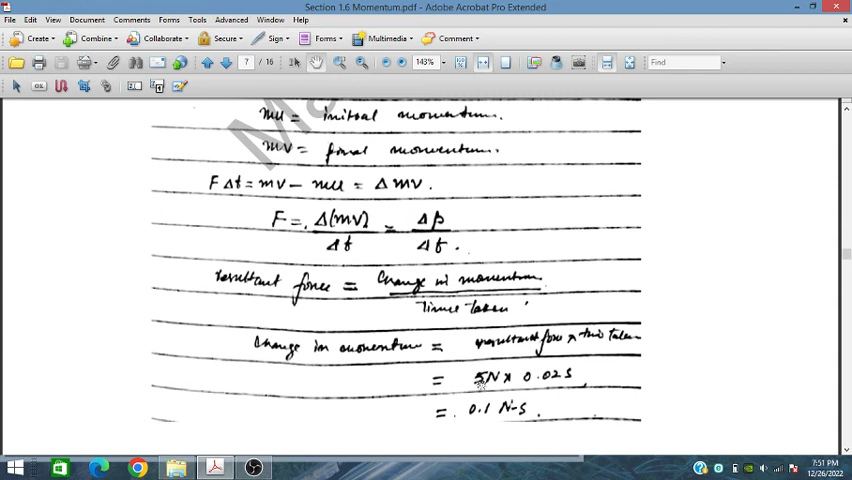 Section 1.6 Momentum.pdf - Adobe Acrobat Pro Extended
File Edit View Document Comments Forms Tools Advanced Window Help
Create Combine Collaborate Secure Sign Forms Multimedia Comment
7 / 16 143% Find
mu = initial momentum.
mv = final momentum.
F Δt = mv – mu = Δ mv.
F = Δ(mv) = Δp
Δt Δt.
resultant force = Change in momentum
Time taken
Change in momentum = resultant force x time taken
= 5N x 0.02 S
= 0.1 N-S.
7:51 PM
12/26/2022